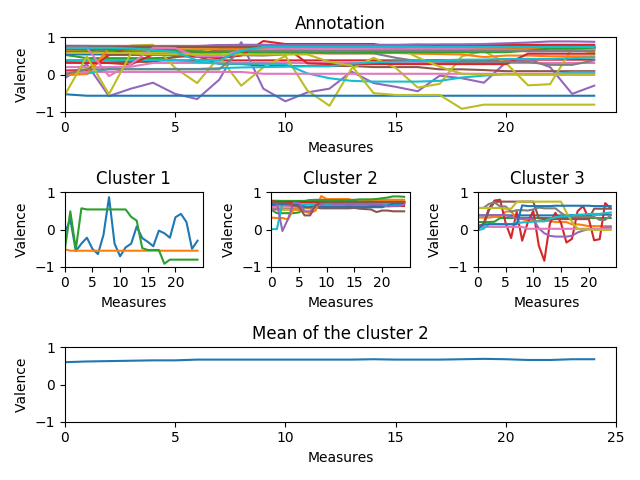 Annotation
Valence
1
0
−1
0 5 10 15 20
Measures
Cluster 1 Cluster 2 Cluster 3
Valence Valence Valence
1 1 1
0 0 0
−1 −1 −1
0 5 10 15 20 0 5 10 15 20 0 5 10 15 20
Measures Measures Measures
Mean of the cluster 2
Valence
1
0
−1
0 5 10 15 20 25
Measures